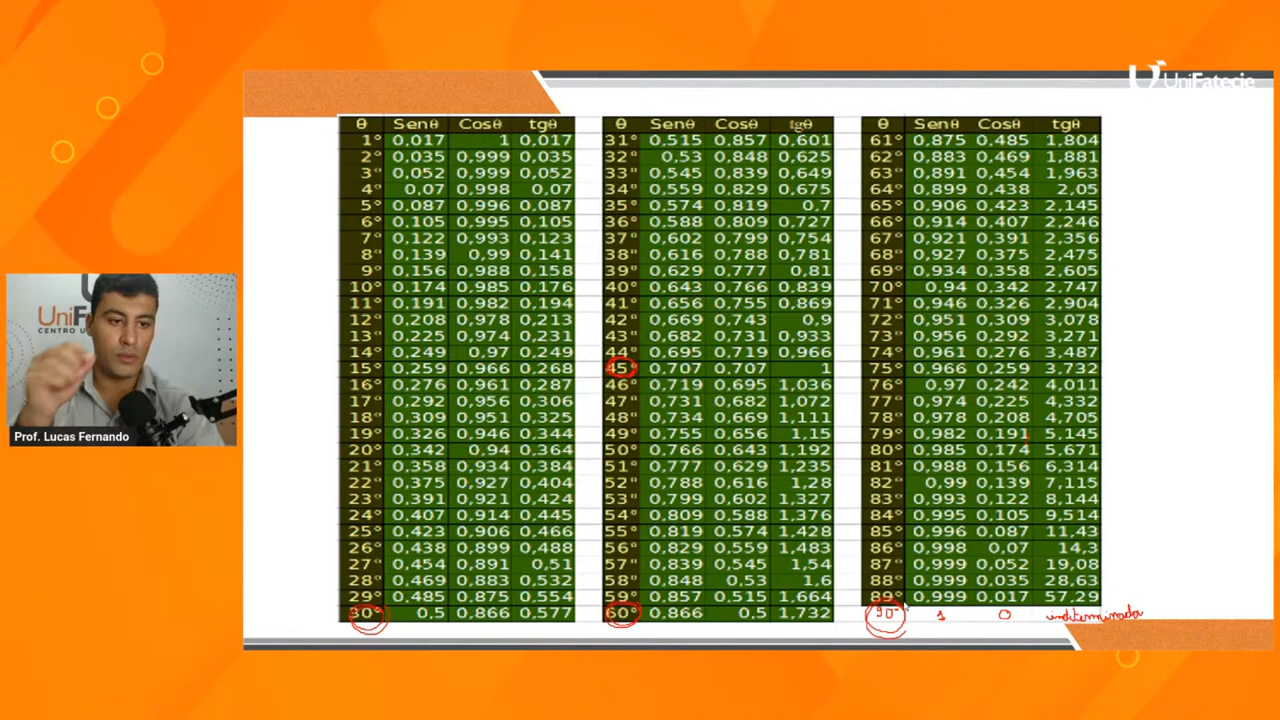 UniFatecie
UniF
CENTRO U
Prof. Lucas Fernando
θ Senθ Cosθ tgθ
1° 0,017 1 0,017
2° 0,035 0,999 0,035
3° 0,052 0,999 0,052
4° 0,07 0,998 0,07
5° 0,087 0,996 0,087
6° 0,105 0,995 0,105
7° 0,122 0,993 0,123
8° 0,139 0,99 0,141
9° 0,156 0,988 0,158
10° 0,174 0,985 0,176
11° 0,191 0,982 0,194
12° 0,208 0,978 0,213
13° 0,225 0,974 0,231
14° 0,249 0,97 0,249
15° 0,259 0,966 0,268
16° 0,276 0,961 0,287
17° 0,292 0,956 0,306
18° 0,309 0,951 0,325
19° 0,326 0,946 0,344
20° 0,342 0,94 0,364
21° 0,358 0,934 0,384
22° 0,375 0,927 0,404
23° 0,391 0,921 0,424
24° 0,407 0,914 0,445
25° 0,423 0,906 0,466
26° 0,438 0,899 0,488
27° 0,454 0,891 0,51
28° 0,469 0,883 0,532
29° 0,485 0,875 0,554
30° 0,5 0,866 0,577
θ Senθ Cosθ tgθ
31° 0,515 0,857 0,601
32° 0,53 0,848 0,625
33° 0,545 0,839 0,649
34° 0,559 0,829 0,675
35° 0,574 0,819 0,7
36° 0,588 0,809 0,727
37° 0,602 0,799 0,754
38° 0,616 0,788 0,781
39° 0,629 0,777 0,81
40° 0,643 0,766 0,839
41° 0,656 0,755 0,869
42° 0,669 0,743 0,9
43° 0,682 0,731 0,933
44° 0,695 0,719 0,966
45° 0,707 0,707 1
46° 0,719 0,695 1,036
47° 0,731 0,682 1,072
48° 0,734 0,669 1,111
49° 0,755 0,656 1,15
50° 0,766 0,643 1,192
51° 0,777 0,629 1,235
52° 0,788 0,616 1,28
53° 0,799 0,602 1,327
54° 0,809 0,588 1,376
55° 0,819 0,574 1,428
56° 0,829 0,559 1,483
57° 0,839 0,545 1,54
58° 0,848 0,53 1,6
59° 0,857 0,515 1,664
60° 0,866 0,5 1,732
θ Senθ Cosθ tgθ
61° 0,875 0,485 1,804
62° 0,883 0,469 1,881
63° 0,891 0,454 1,963
64° 0,899 0,438 2,05
65° 0,906 0,423 2,145
66° 0,914 0,407 2,246
67° 0,921 0,391 2,356
68° 0,927 0,375 2,475
69° 0,934 0,358 2,605
70° 0,94 0,342 2,747
71° 0,946 0,326 2,904
72° 0,951 0,309 3,078
73° 0,956 0,292 3,271
74° 0,961 0,276 3,487
75° 0,966 0,259 3,732
76° 0,97 0,242 4,011
77° 0,974 0,225 4,332
78° 0,978 0,208 4,705
79° 0,982 0,191 5,145
80° 0,985 0,174 5,671
81° 0,988 0,156 6,314
82° 0,99 0,139 7,115
83° 0,993 0,122 8,144
84° 0,995 0,105 9,514
85° 0,996 0,087 11,43
86° 0,998 0,07 14,3
87° 0,999 0,052 19,08
88° 0,999 0,035 28,63
89° 0,999 0,017 57,29
90° 1 0 indeterminada